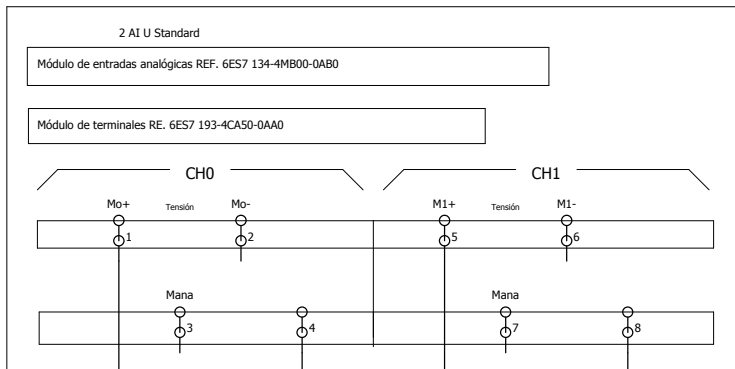 2 AI U Standard
Módulo de entradas analógicas REF. 6ES7 134-4MB00-0AB0
Módulo de terminales RE. 6ES7 193-4CA50-0AA0
CH0 CH1
Mo+ Tensión Mo- M1+ Tensión M1-
1 2 5 6
Mana Mana
3 4 7 8